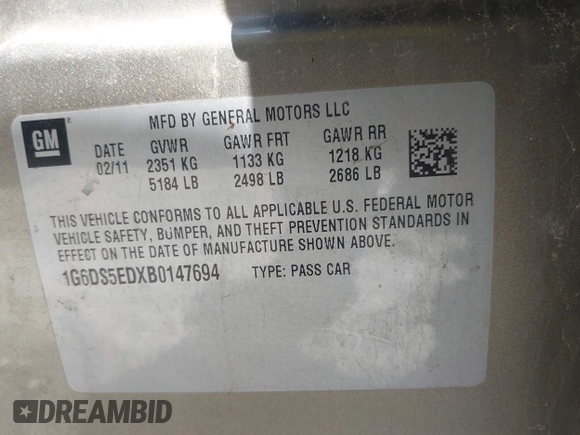 GM
MFD BY GENERAL MOTORS LLC
DATE GVWR GAWR FRT GAWR RR
02/11 2351 KG 1133 KG 1218 KG
5184 LB 2498 LB 2686 LB
THIS VEHICLE CONFORMS TO ALL APPLICABLE U.S. FEDERAL MOTOR
VEHICLE SAFETY, BUMPER, AND THEFT PREVENTION STANDARDS IN
EFFECT ON THE DATE OF MANUFACTURE SHOWN ABOVE.
1G6DS5EDXB0147694 TYPE: PASS CAR
DREAMBID